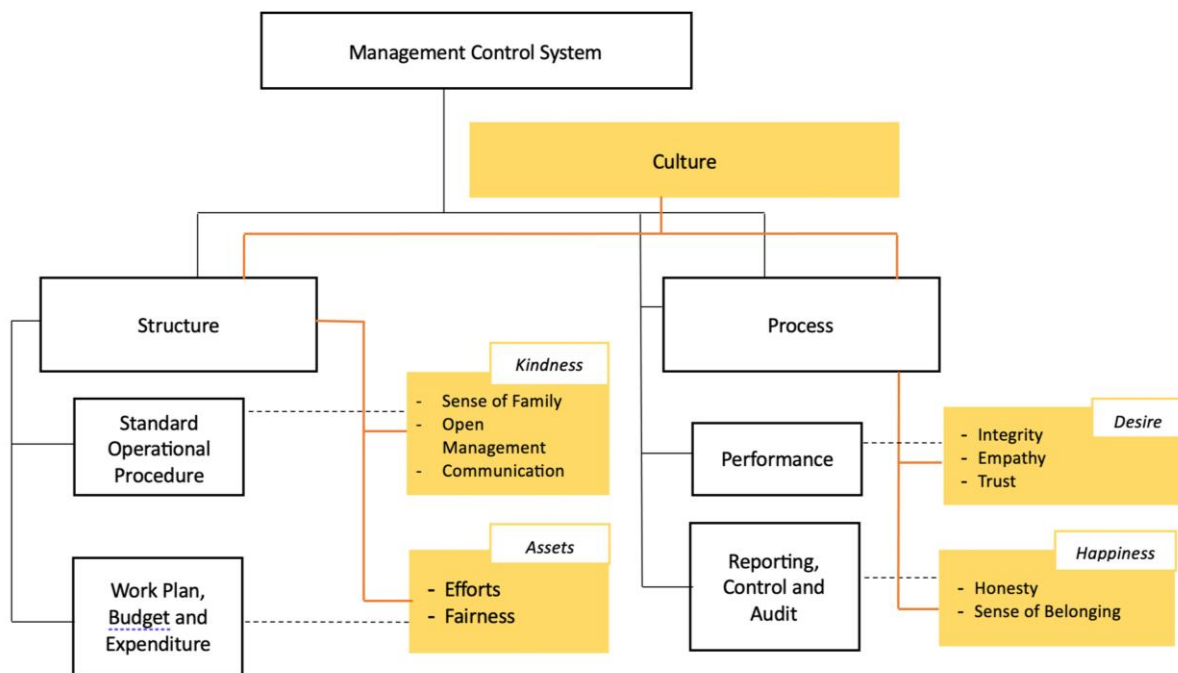 Management Control System
Culture
Structure
Process
Kindness
- Sense of Family
- Open
Management
- Communication
Standard
Operational
Procedure
Assets
- Efforts
- Fairness
Work Plan,
Budget and
Expenditure
Desire
- Integrity
- Empathy
- Trust
Performance
Happiness
- Honesty
- Sense of Belonging
Reporting,
Control and
Audit